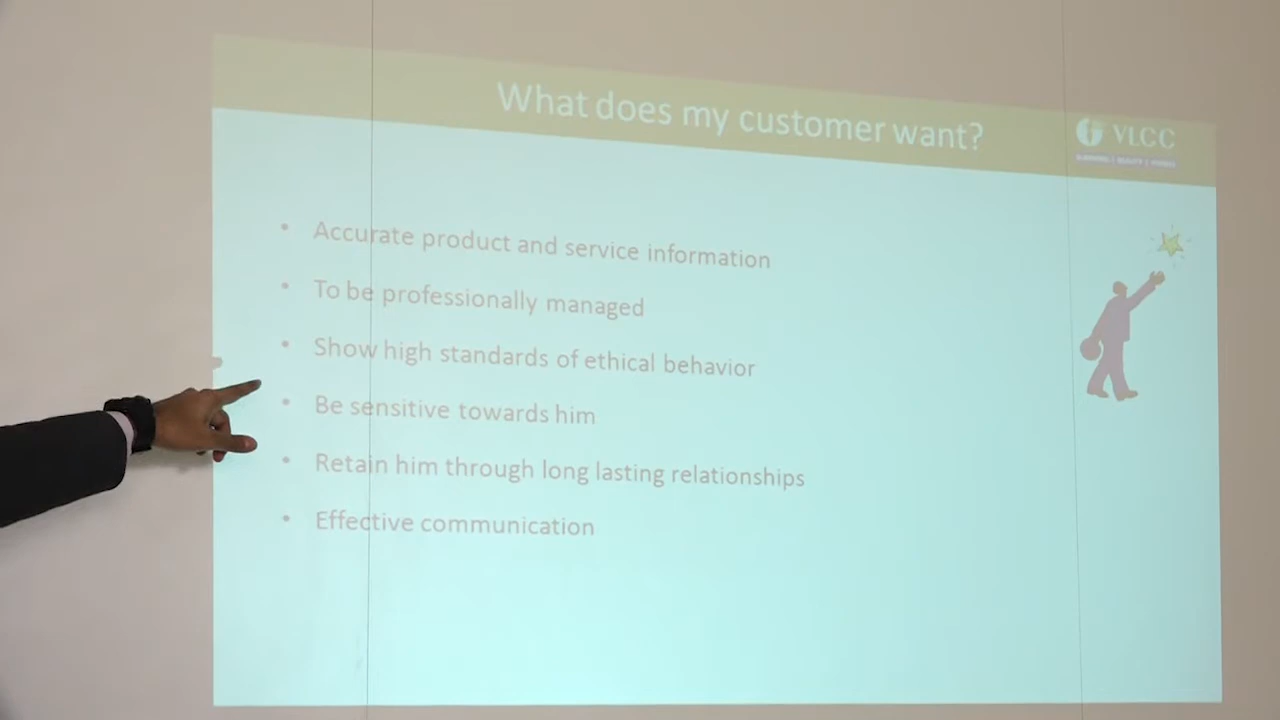 What does my customer want?
VLCC
• Accurate product and service information
• To be professionally managed
• Show high standards of ethical behavior
• Be sensitive towards him
• Retain him through long lasting relationships
• Effective communication